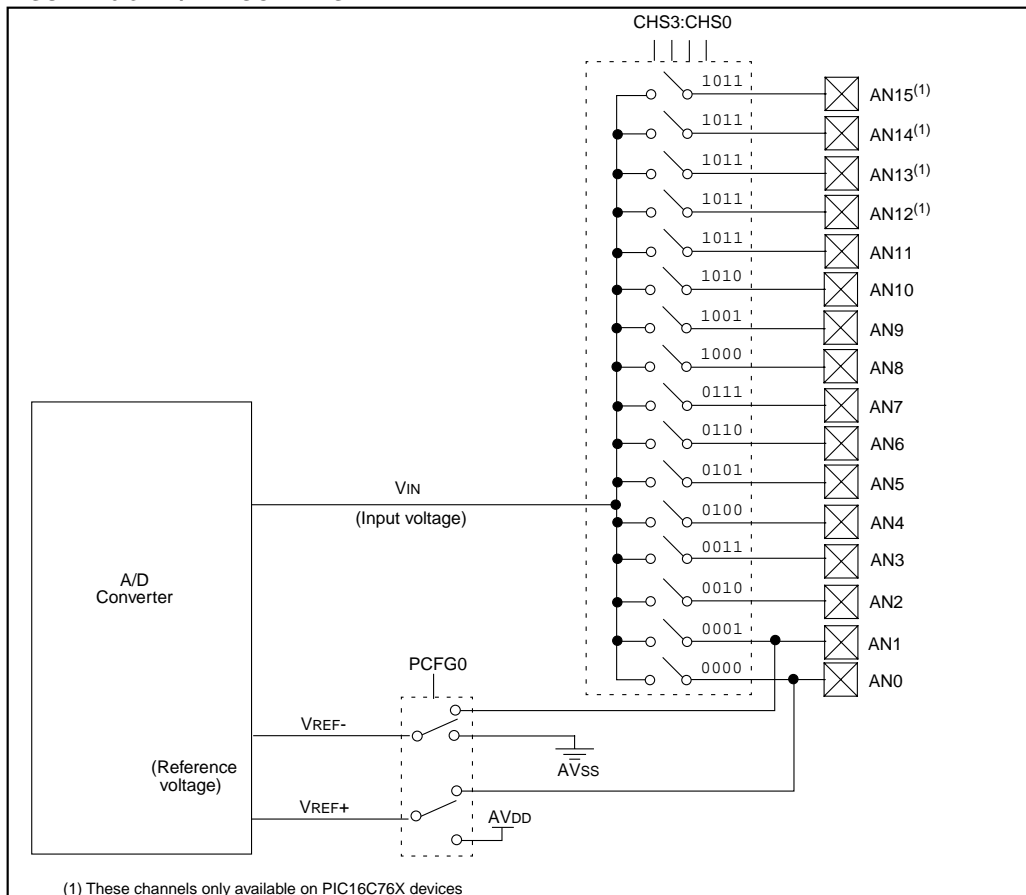 CHS3:CHS0
1011 AN15(1)
1011 AN14(1)
1011 AN13(1)
1011 AN12(1)
1011 AN11
1010 AN10
1001 AN9
1000 AN8
0111 AN7
0110 AN6
0101 AN5
VIN
(Input voltage)
0100 AN4
0011 AN3
A/D
Converter
0010 AN2
0001 AN1
PCFG0
0000 AN0
VREF-
AVSS
(Reference
voltage)
VREF+
AVDD
(1) These channels only available on PIC16C76X devices